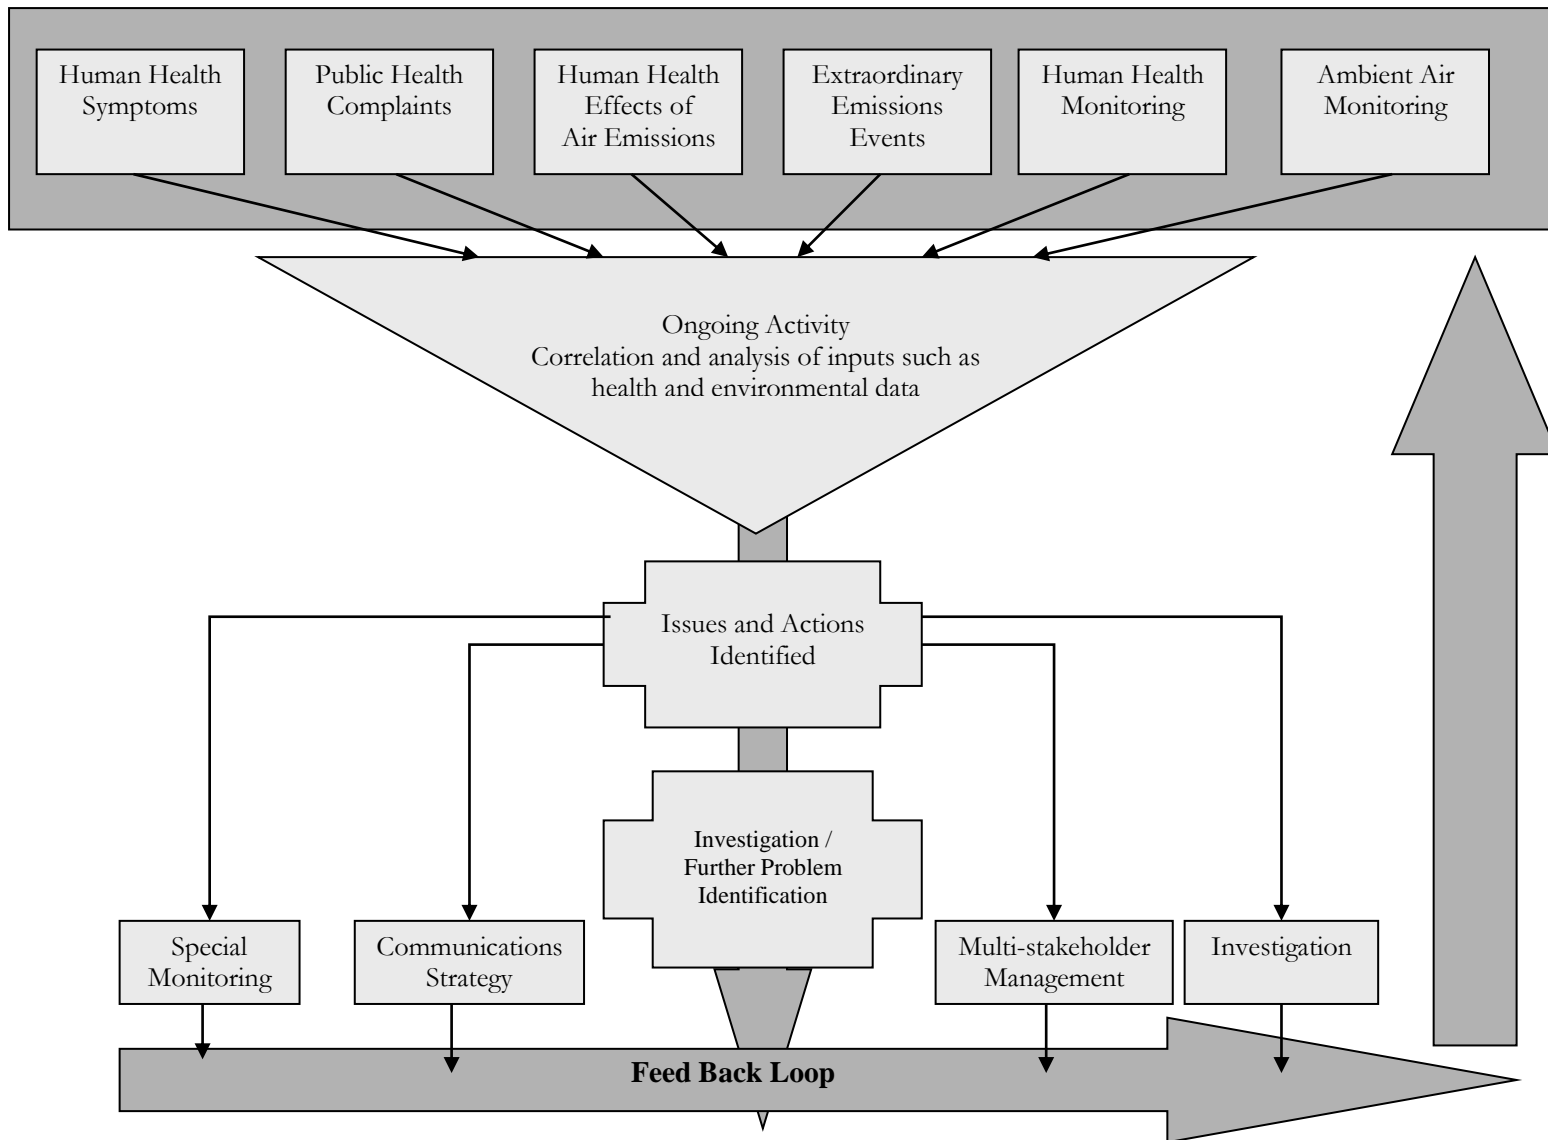 Human Health
Symptoms
Public Health
Complaints
Human Health
Effects of
Air Emissions
Extraordinary
Emissions
Events
Human Health
Monitoring
Ambient Air
Monitoring
Ongoing Activity
Correlation and analysis of inputs such as
health and environmental data
Issues and Actions
Identified
Investigation /
Further Problem
Identification
Special
Monitoring
Communications
Strategy
Multi-stakeholder
Management
Investigation
Feed Back Loop